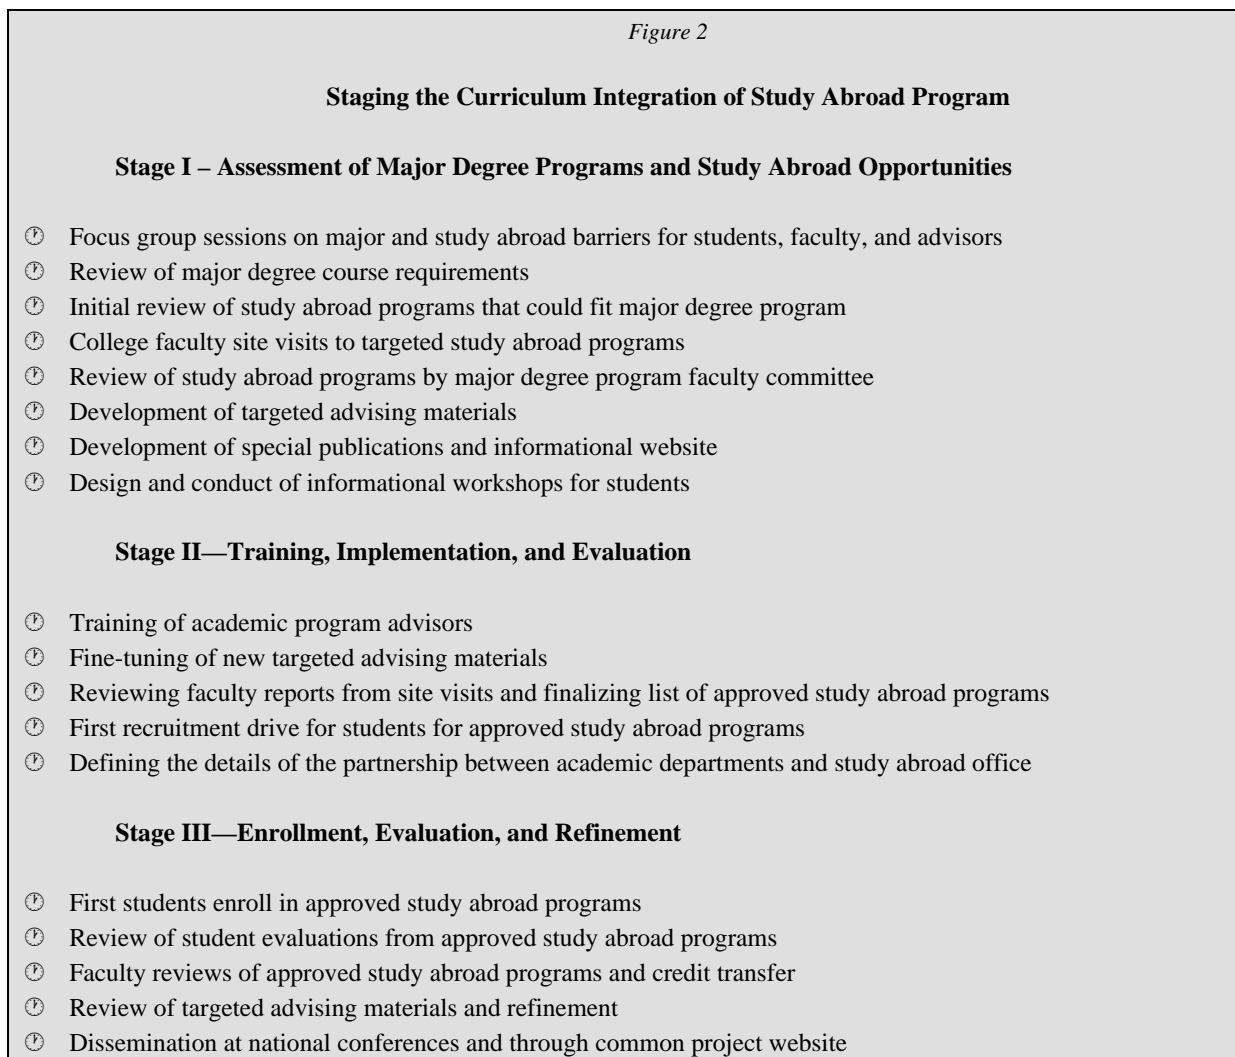 Figure 2
Staging the Curriculum Integration of Study Abroad Program
Stage I – Assessment of Major Degree Programs and Study Abroad Opportunities
Focus group sessions on major and study abroad barriers for students, faculty, and advisors
Review of major degree course requirements
Initial review of study abroad programs that could fit major degree program
College faculty site visits to targeted study abroad programs
Review of study abroad programs by major degree program faculty committee
Development of targeted advising materials
Development of special publications and informational website
Design and conduct of informational workshops for students
Stage II—Training, Implementation, and Evaluation
Training of academic program advisors
Fine-tuning of new targeted advising materials
Reviewing faculty reports from site visits and finalizing list of approved study abroad programs
First recruitment drive for students for approved study abroad programs
Defining the details of the partnership between academic departments and study abroad office
Stage III—Enrollment, Evaluation, and Refinement
First students enroll in approved study abroad programs
Review of student evaluations from approved study abroad programs
Faculty reviews of approved study abroad programs and credit transfer
Review of targeted advising materials and refinement
Dissemination at national conferences and through common project website